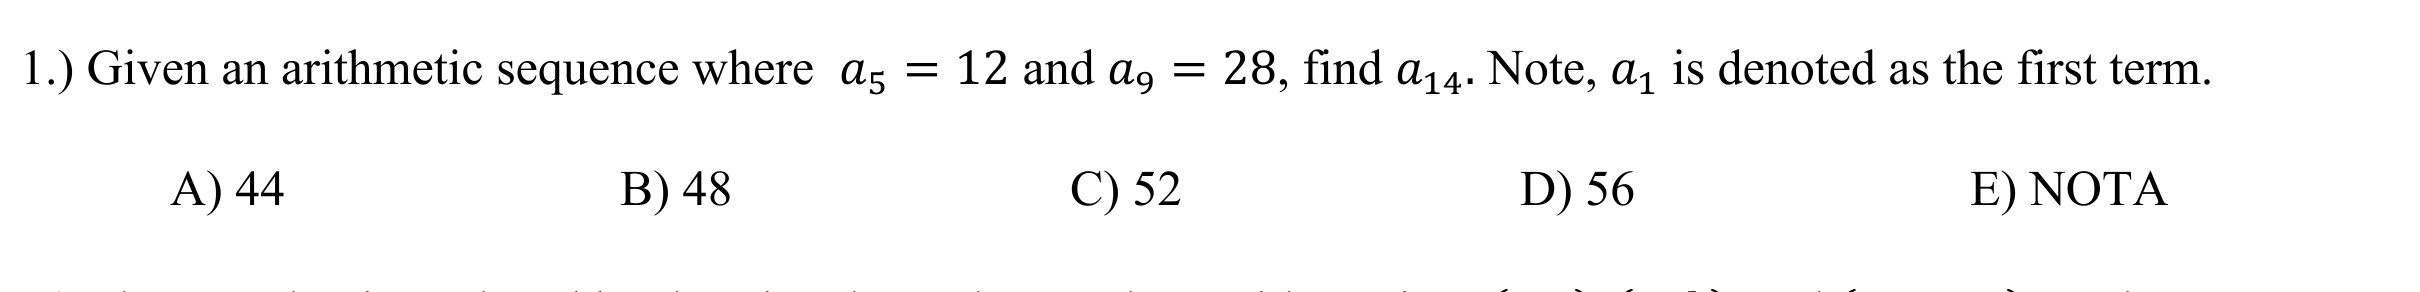 1.) Given an arithmetic sequence where a₅ = 12 and a₉ = 28, find a₁₄. Note, a₁ is denoted as the first term.
A) 44 B) 48 C) 52 D) 56 E) NOTA